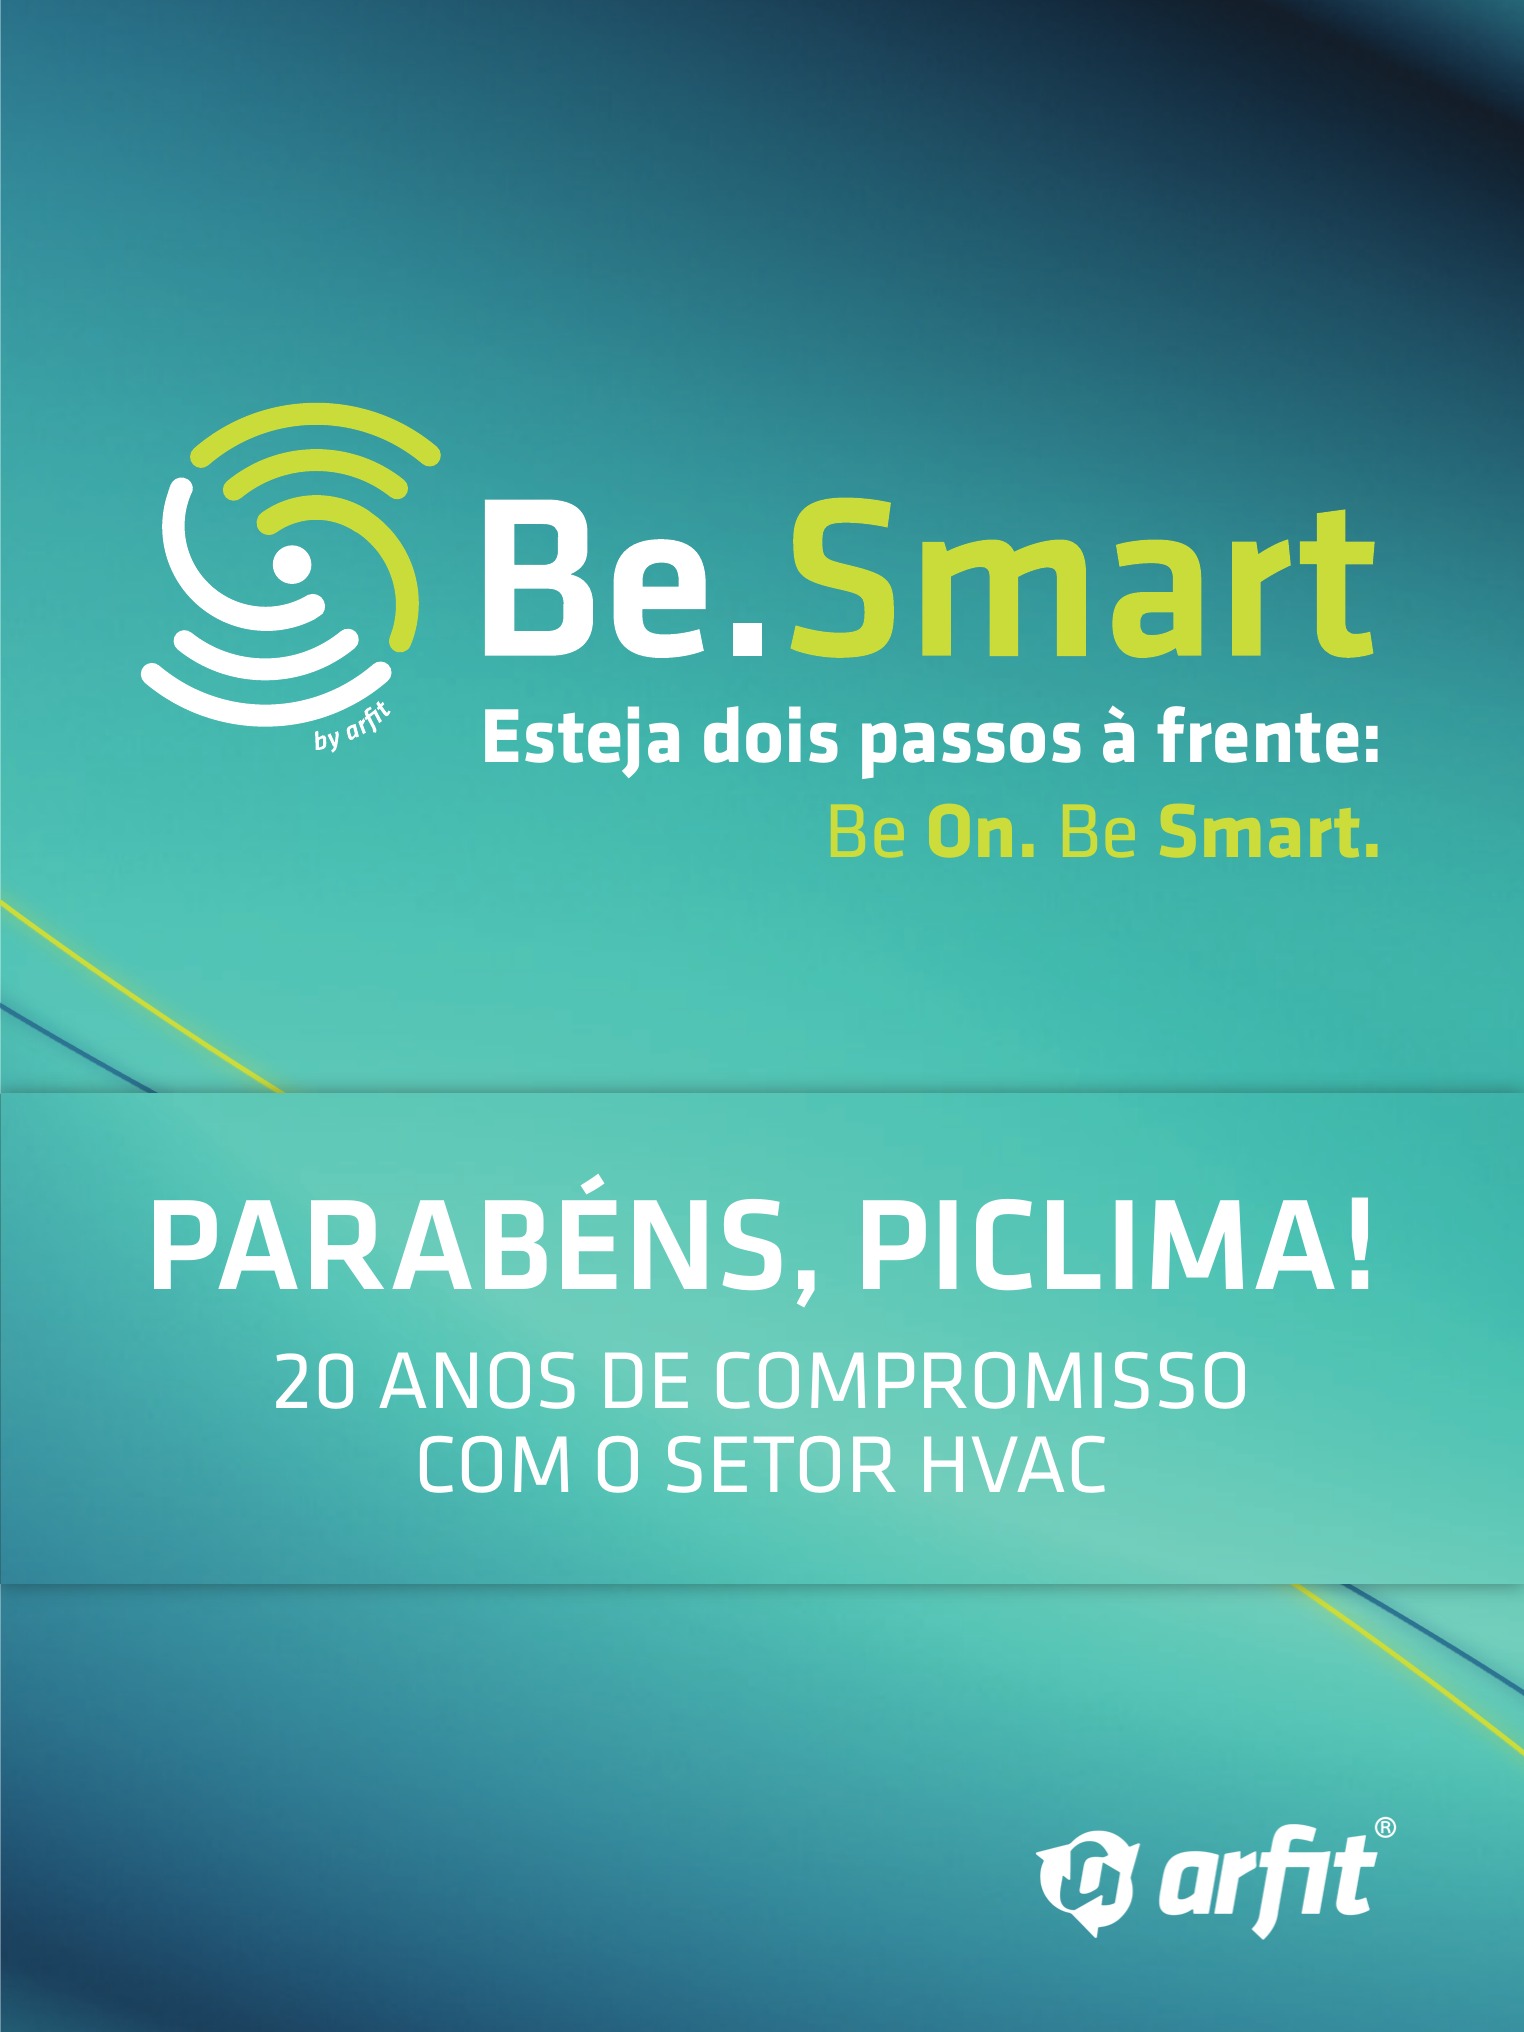 Be.Smart
by arfit
Esteja dois passos à frente:
Be On. Be Smart.
PARABÉNS, PICLIMA!
20 ANOS DE COMPROMISSO
COM O SETOR HVAC
arfit®